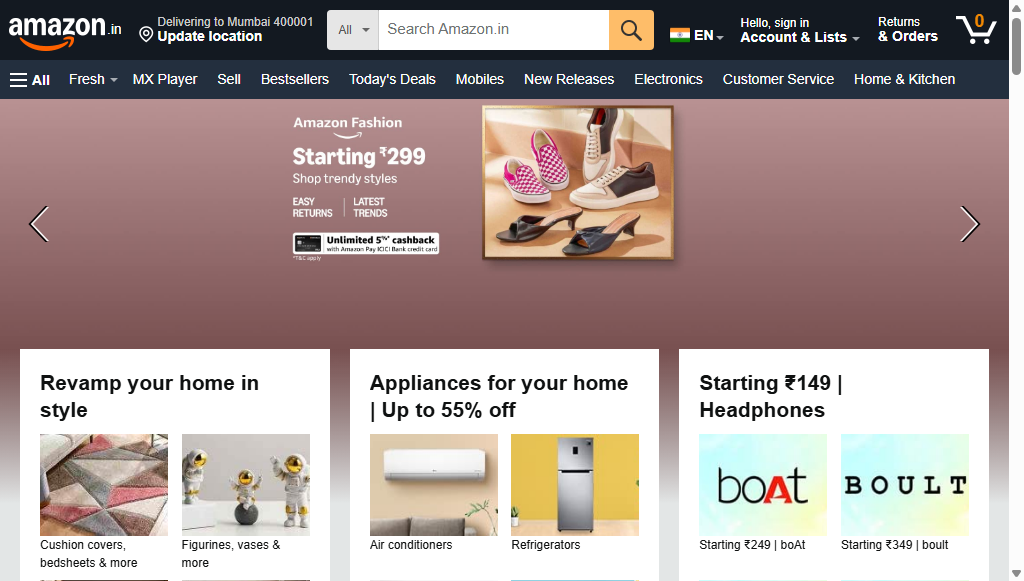 amazon.in
Delivering to Mumbai 400001
Update location
All
Search Amazon.in
EN
Hello, sign in
Account & Lists
Returns
& Orders
0
All
Fresh
MX Player
Sell
Bestsellers
Today's Deals
Mobiles
New Releases
Electronics
Customer Service
Home & Kitchen
Amazon Fashion
Starting ₹299
Shop trendy styles
EASY
RETURNS
LATEST
TRENDS
Unlimited 5%* cashback
with Amazon Pay ICICI Bank credit card
*T&C apply
Revamp your home in
style
Cushion covers,
bedsheets & more
Figurines, vases &
more
Appliances for your home
| Up to 55% off
Air conditioners
Refrigerators
Starting ₹149 |
Headphones
boAt
BOULT
Starting ₹249 | boAt
Starting ₹349 | boult